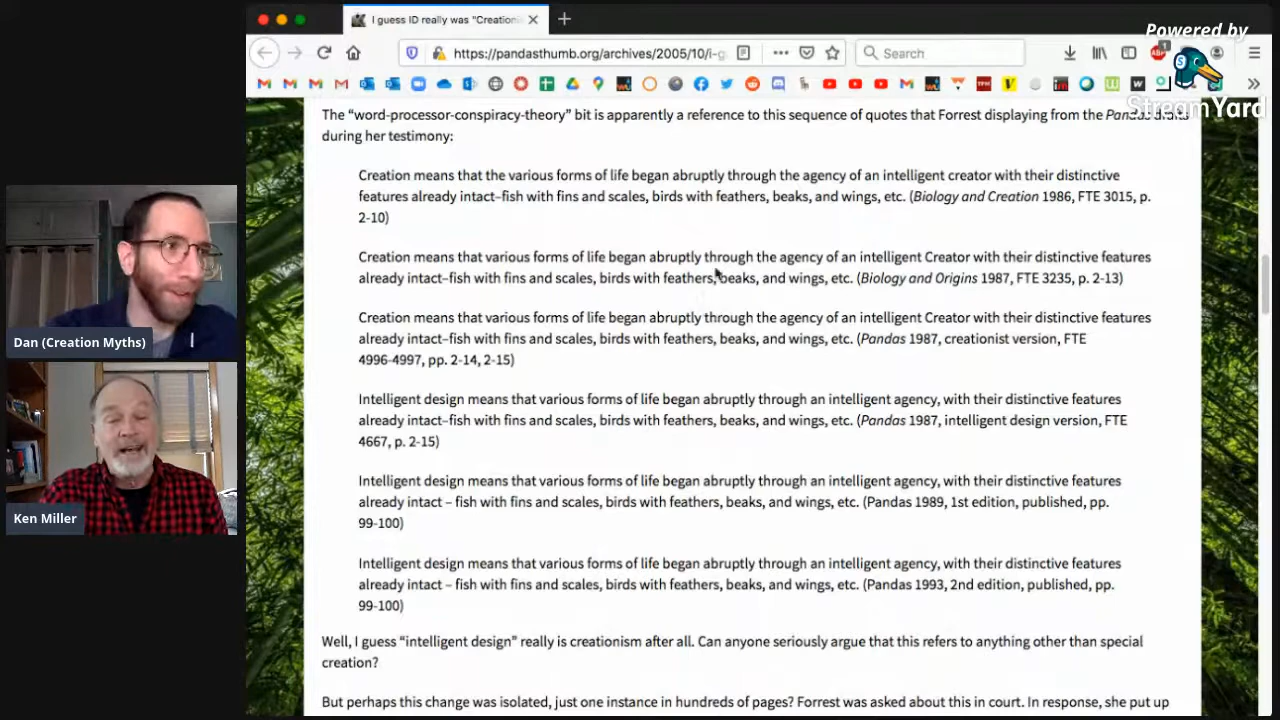 I guess ID really was "Creationi
Powered by
https://pandasthumb.org/archives/2005/10/i-g
Search
StreamYard
The “word-processor-conspiracy-theory” bit is apparently a reference to this sequence of quotes that Forrest displaying from the Pandas drafts
during her testimony:
Creation means that the various forms of life began abruptly through the agency of an intelligent creator with their distinctive
features already intact–fish with fins and scales, birds with feathers, beaks, and wings, etc. (Biology and Creation 1986, FTE 3015, p.
2-10)
Creation means that various forms of life began abruptly through the agency of an intelligent Creator with their distinctive features
already intact–fish with fins and scales, birds with feathers, beaks, and wings, etc. (Biology and Origins 1987, FTE 3235, p. 2-13)
Creation means that various forms of life began abruptly through the agency of an intelligent Creator with their distinctive features
already intact–fish with fins and scales, birds with feathers, beaks, and wings, etc. (Pandas 1987, creationist version, FTE
4996-4997, pp. 2-14, 2-15)
Intelligent design means that various forms of life began abruptly through an intelligent agency, with their distinctive features
already intact–fish with fins and scales, birds with feathers, beaks, and wings, etc. (Pandas 1987, intelligent design version, FTE
4667, p. 2-15)
Intelligent design means that various forms of life began abruptly through an intelligent agency, with their distinctive features
already intact – fish with fins and scales, birds with feathers, beaks, and wings, etc. (Pandas 1989, 1st edition, published, pp.
99-100)
Intelligent design means that various forms of life began abruptly through an intelligent agency, with their distinctive features
already intact – fish with fins and scales, birds with feathers, beaks, and wings, etc. (Pandas 1993, 2nd edition, published, pp.
99-100)
Well, I guess “intelligent design” really is creationism after all. Can anyone seriously argue that this refers to anything other than special
creation?
But perhaps this change was isolated, just one instance in hundreds of pages? Forrest was asked about this in court. In response, she put up
Dan (Creation Myths)
Ken Miller